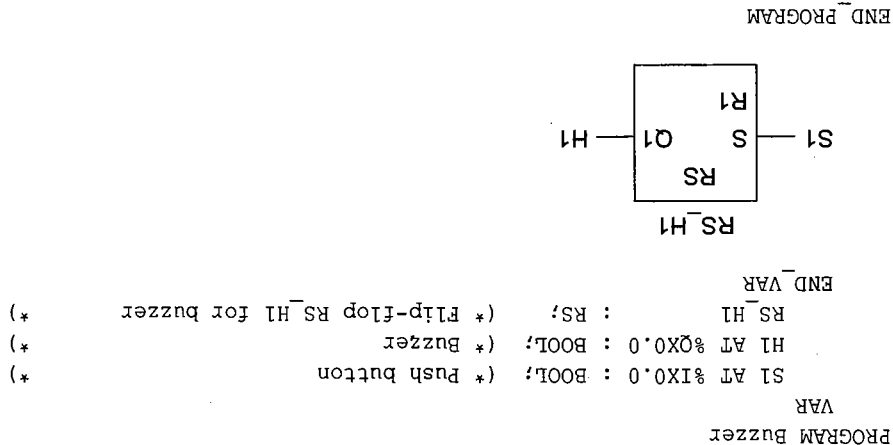 PROGRAM Buzzer
VAR
S1 AT %IX0.0 : BOOL; (* Push button *)
H1 AT %QX0.0 : BOOL; (* Buzzer *)
RS_H1 : RS; (* Flip-flop RS_H1 for buzzer *)
END_VAR
RS_H1
RS
S1 S Q1 H1
R1
END_PROGRAM